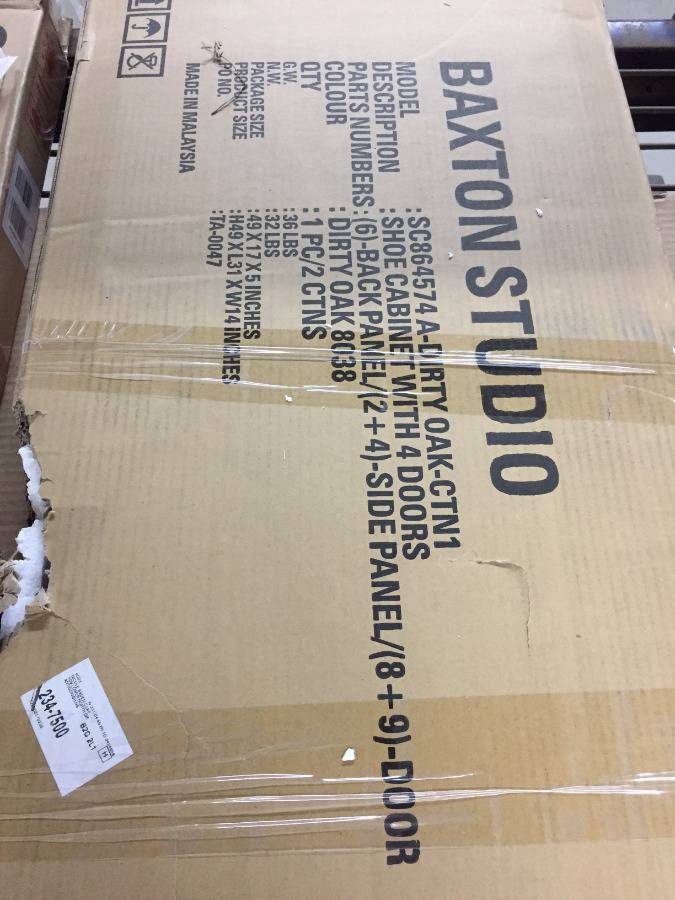 BAXTON STUDIO
MODEL : SC864574 A-DIRTY OAK-CTN1
DESCRIPTION : SHOE CABINET WITH 4 DOORS
PARTS NUMBERS : (6)-BACK PANEL/(2+4)-SIDE PANEL/(8+9)-DOOR
COLOUR : DIRTY OAK 8038
QTY : 1 PC/2 CTNS
G.W. : 36 LBS
N.W. : 32 LBS
PACKAGE SIZE : 49 X 17 X 5 INCHES
PRODUCT SIZE : H49 X L31 X W14 INCHES
PO NO. : TA-0047
MADE IN MALAYSIA
B2G 2L1
H
234-7500